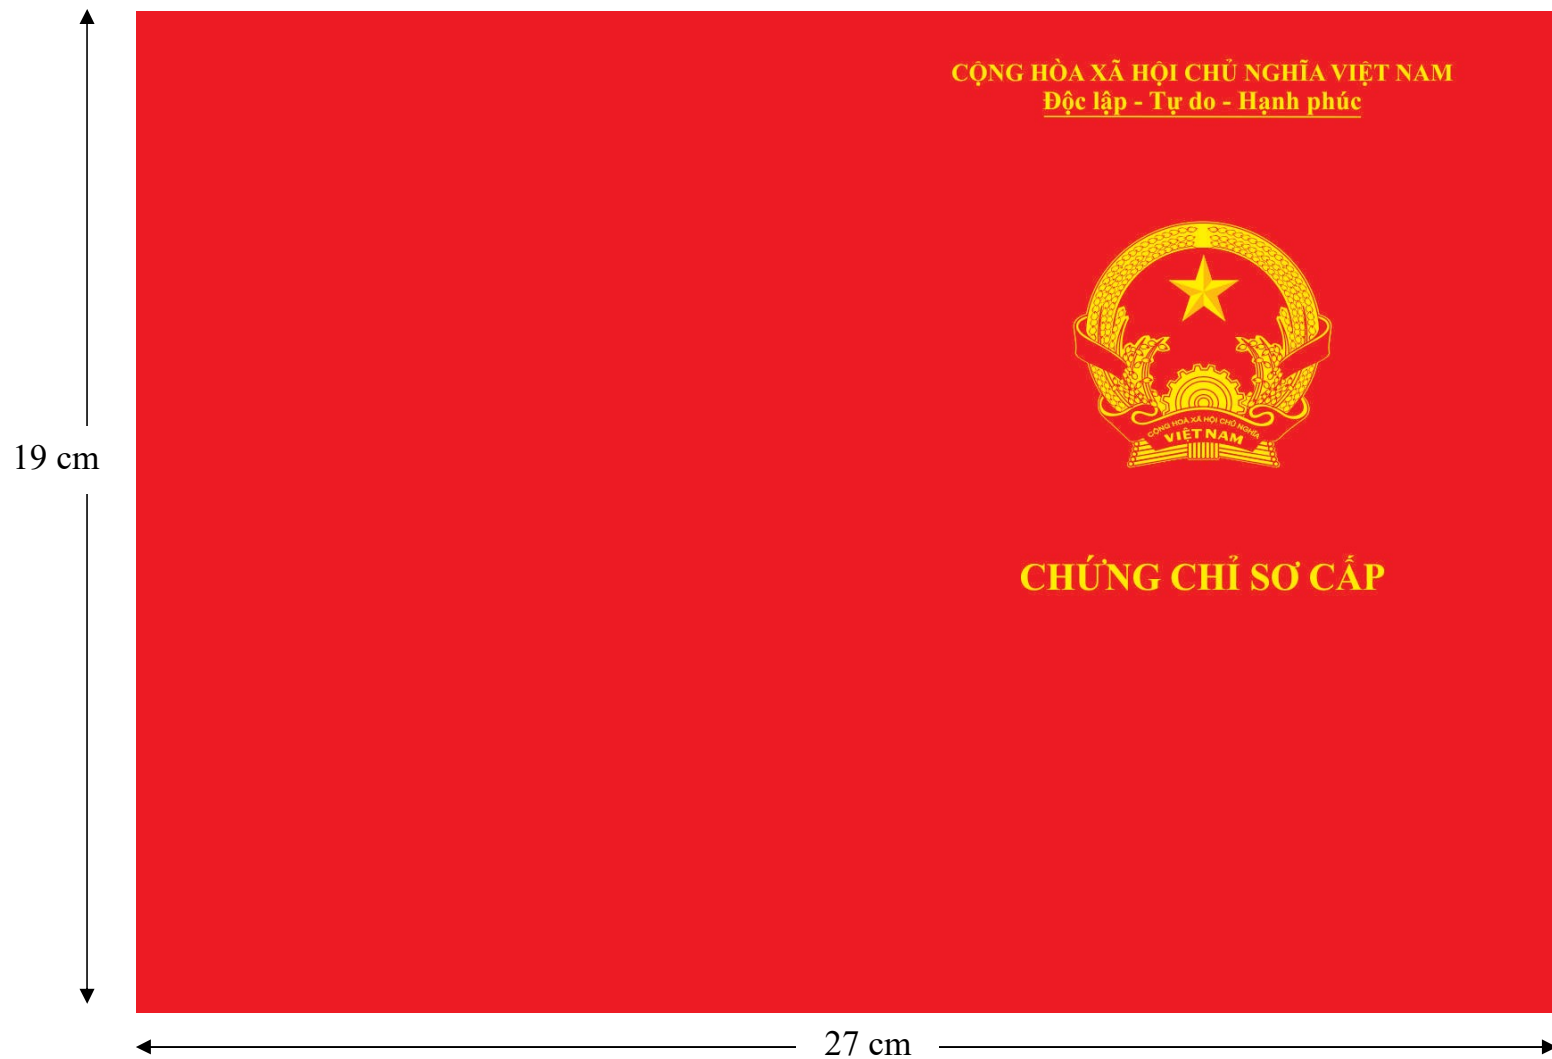 CỘNG HÒA XÃ HỘI CHỦ NGHĨA VIỆT NAM
Độc lập - Tự do - Hạnh phúc
CỘNG HOÀ XÃ HỘI CHỦ NGHĨA
VIỆT NAM
19 cm
CHỨNG CHỈ SƠ CẤP
27 cm